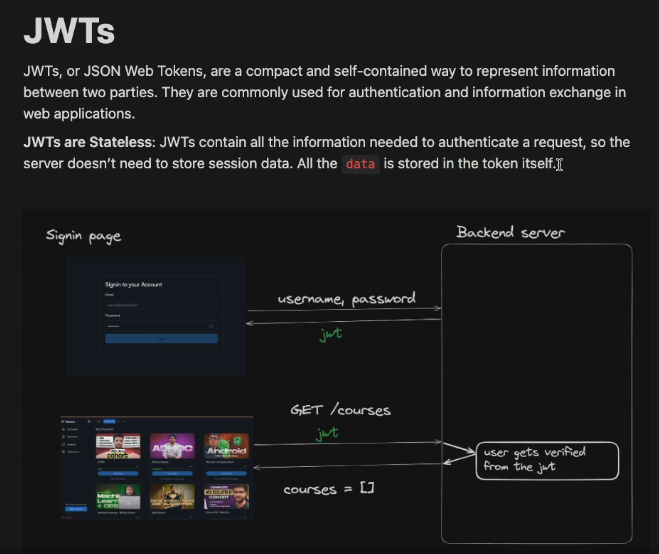 JWTs
JWTs, or JSON Web Tokens, are a compact and self-contained way to represent information
between two parties. They are commonly used for authentication and information exchange in
web applications.
JWTs are Stateless: JWTs contain all the information needed to authenticate a request, so the
server doesn't need to store session data. All the data is stored in the token itself.
Signin page
Backend server
Signin to your Account
Email
Password
username, password
jwt
GET /courses
jwt
user gets verified
from the jwt
courses = []
ADHOC
Android